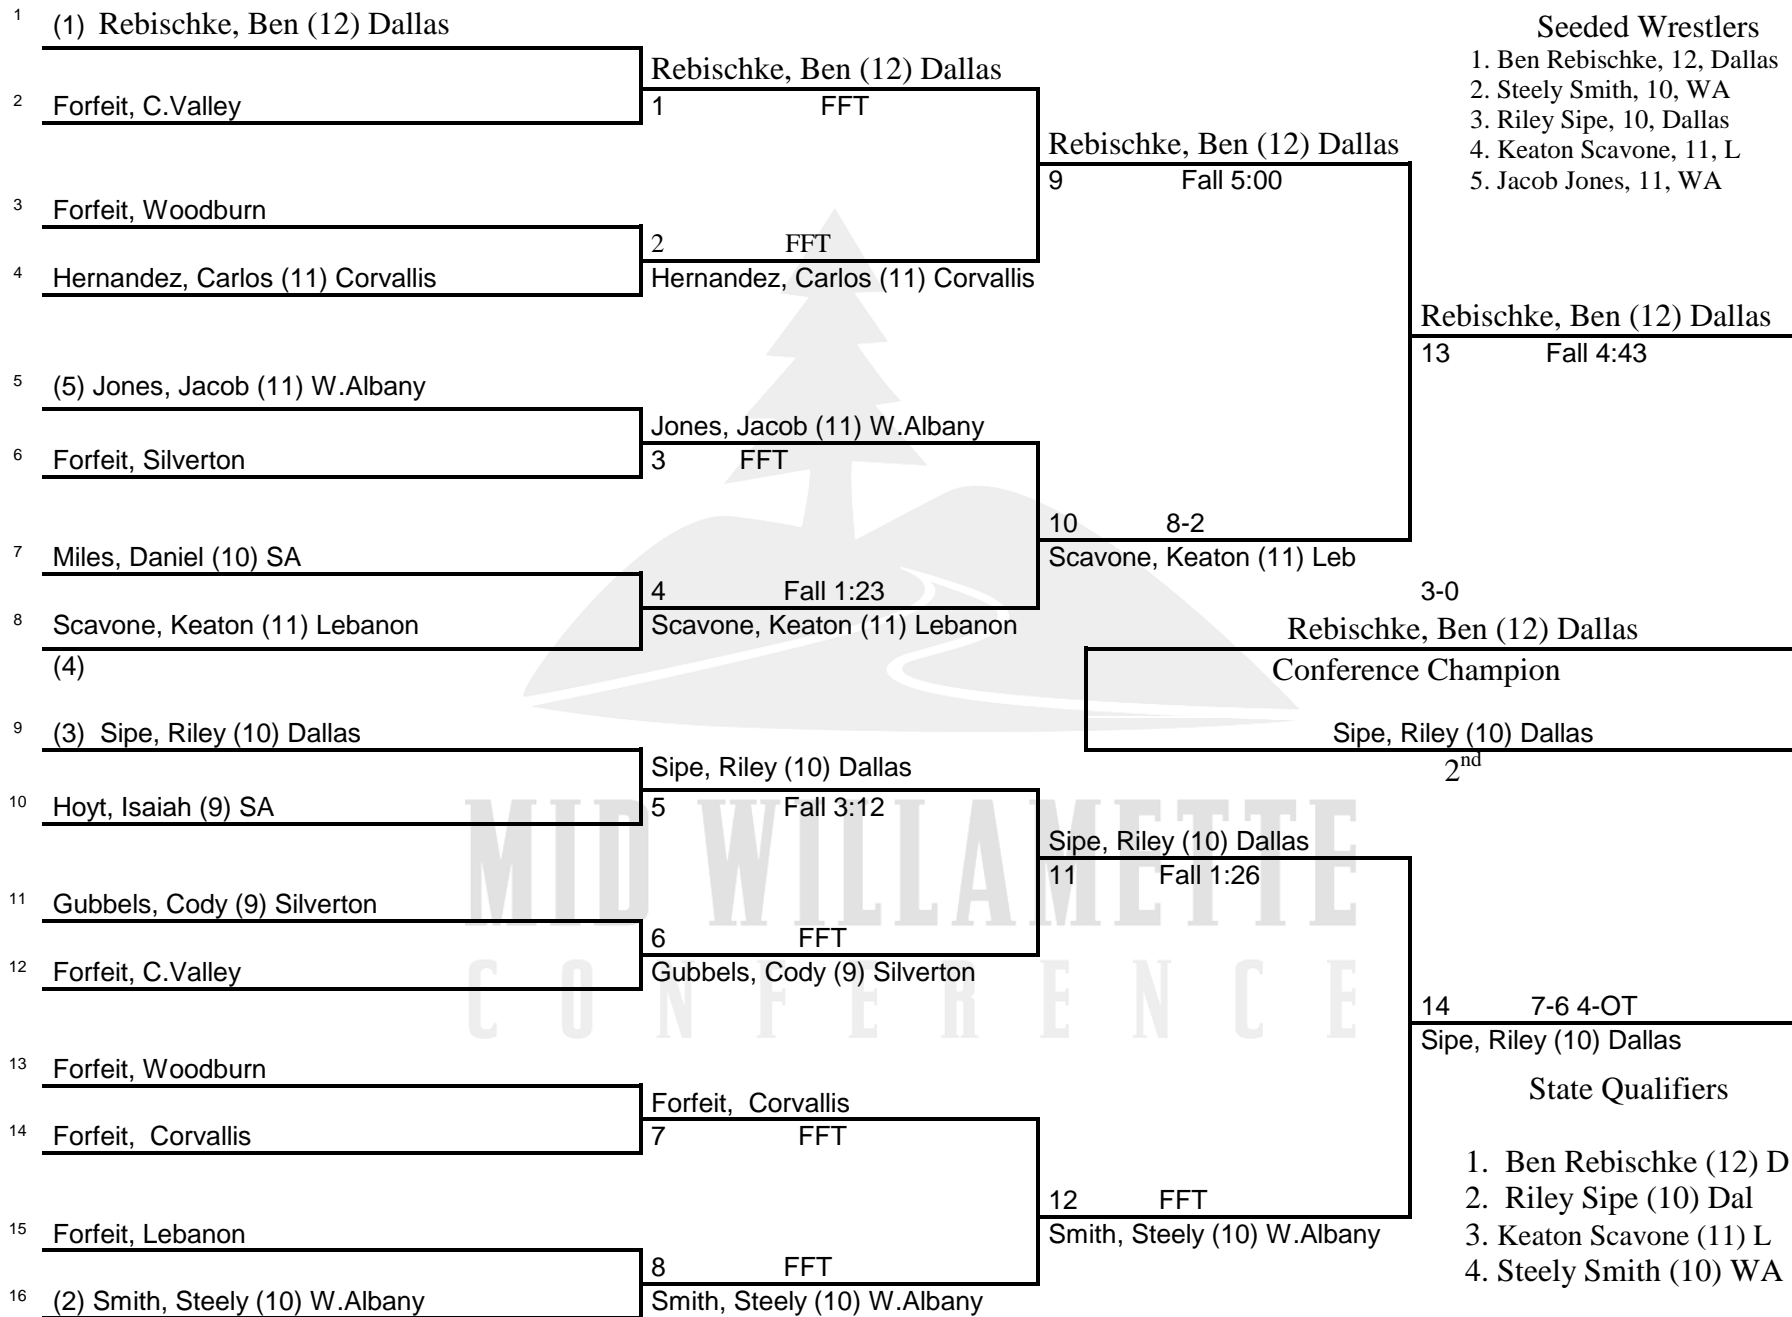 1 (1) Rebischke, Ben (12) Dallas
Seeded Wrestlers
1. Ben Rebischke, 12, Dallas
2. Steely Smith, 10, WA
3. Riley Sipe, 10, Dallas
4. Keaton Scavone, 11, L
5. Jacob Jones, 11, WA
Rebischke, Ben (12) Dallas
2 Forfeit, C.Valley
1 FFT
Rebischke, Ben (12) Dallas
9 Fall 5:00
3 Forfeit, Woodburn
2 FFT
4 Hernandez, Carlos (11) Corvallis
Hernandez, Carlos (11) Corvallis
Rebischke, Ben (12) Dallas
13 Fall 4:43
5 (5) Jones, Jacob (11) W.Albany
Jones, Jacob (11) W.Albany
6 Forfeit, Silverton
3 FFT
10 8-2
7 Miles, Daniel (10) SA
Scavone, Keaton (11) Leb
4 Fall 1:23
3-0
8 Scavone, Keaton (11) Lebanon
Scavone, Keaton (11) Lebanon
Rebischke, Ben (12) Dallas
(4)
Conference Champion
9 (3) Sipe, Riley (10) Dallas
Sipe, Riley (10) Dallas
Sipe, Riley (10) Dallas
2nd
10 Hoyt, Isaiah (9) SA
5 Fall 3:12
MID WILLAMETTE
CONFERENCE
Sipe, Riley (10) Dallas
11 Fall 1:26
11 Gubbels, Cody (9) Silverton
6 FFT
12 Forfeit, C.Valley
Gubbels, Cody (9) Silverton
14 7-6 4-OT
Sipe, Riley (10) Dallas
13 Forfeit, Woodburn
State Qualifiers
Forfeit, Corvallis
14 Forfeit, Corvallis
7 FFT
1. Ben Rebischke (12) D
12 FFT
2. Riley Sipe (10) Dal
15 Forfeit, Lebanon
Smith, Steely (10) W.Albany
3. Keaton Scavone (11) L
8 FFT
4. Steely Smith (10) WA
16 (2) Smith, Steely (10) W.Albany
Smith, Steely (10) W.Albany